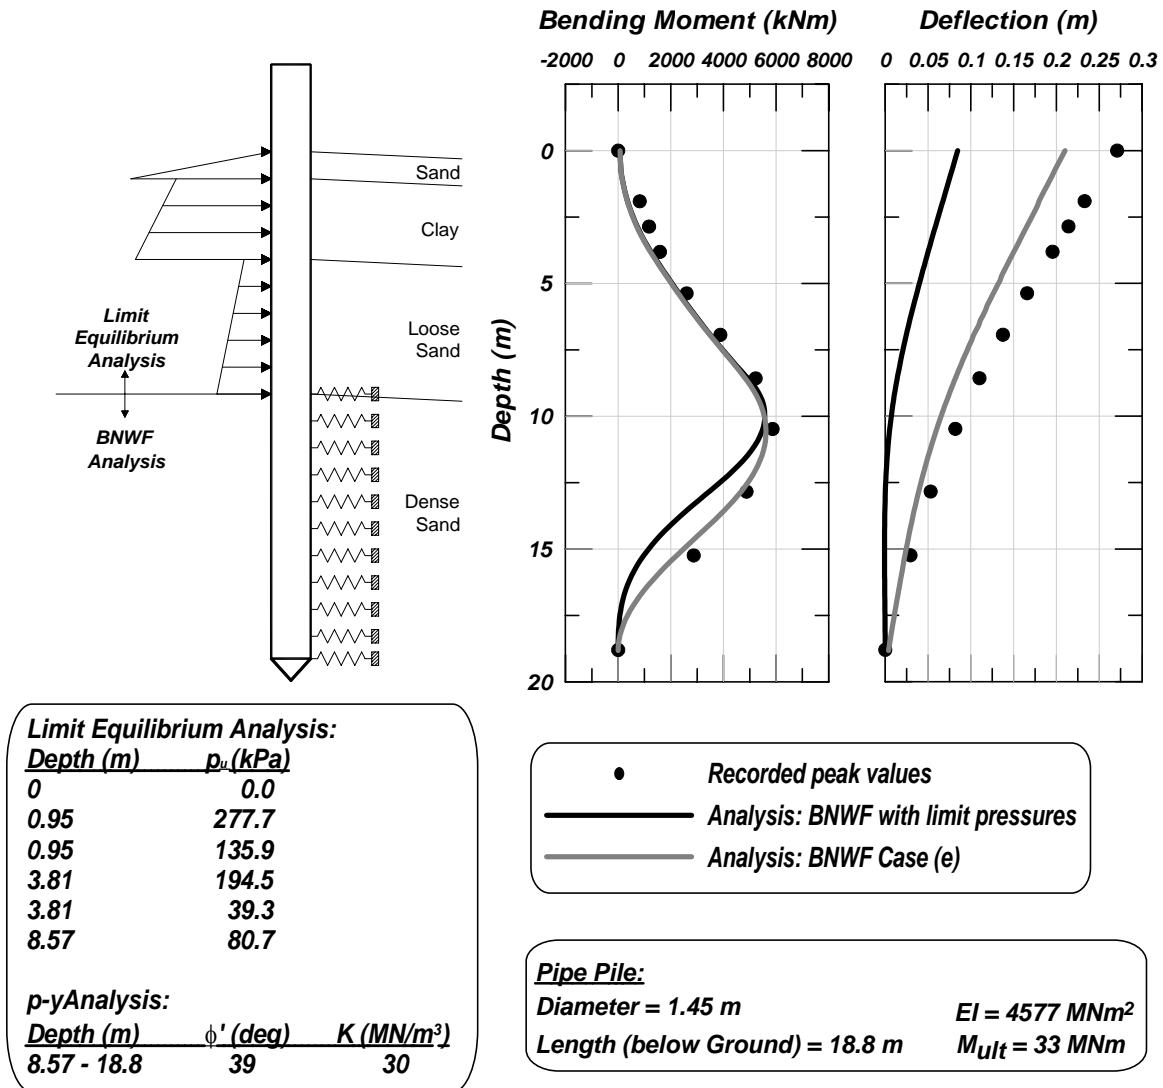 Bending Moment (kNm)
Deflection (m)
-2000 0 2000 4000 6000 8000
0 0.05 0.1 0.15 0.2 0.25 0.3
0
5
10
15
20
Depth (m)
Sand
Clay
Loose
Sand
Dense
Sand
Limit
Equilibrium
Analysis
BNWF
Analysis
Limit Equilibrium Analysis:
Depth (m) pu (kPa)
0 0.0
0.95 277.7
0.95 135.9
3.81 194.5
3.81 39.3
8.57 80.7
p-yAnalysis:
Depth (m) ϕ' (deg) K (MN/m³)
8.57 - 18.8 39 30
Recorded peak values
Analysis: BNWF with limit pressures
Analysis: BNWF Case (e)
Pipe Pile:
Diameter = 1.45 m EI = 4577 MNm²
Length (below Ground) = 18.8 m Mult = 33 MNm